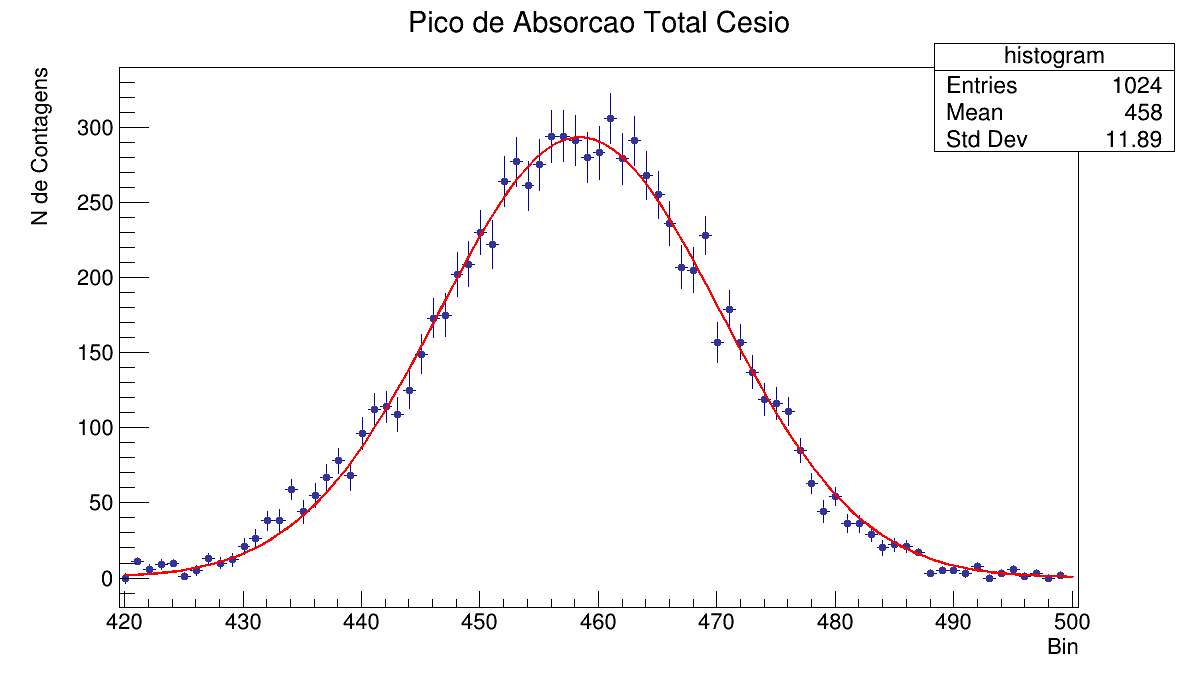 Pico de Absorcao Total Cesio
histogram
Entries 1024
Mean 458
Std Dev 11.89
N de Contagens
300
250
200
150
100
50
0
420 430 440 450 460 470 480 490 500
Bin